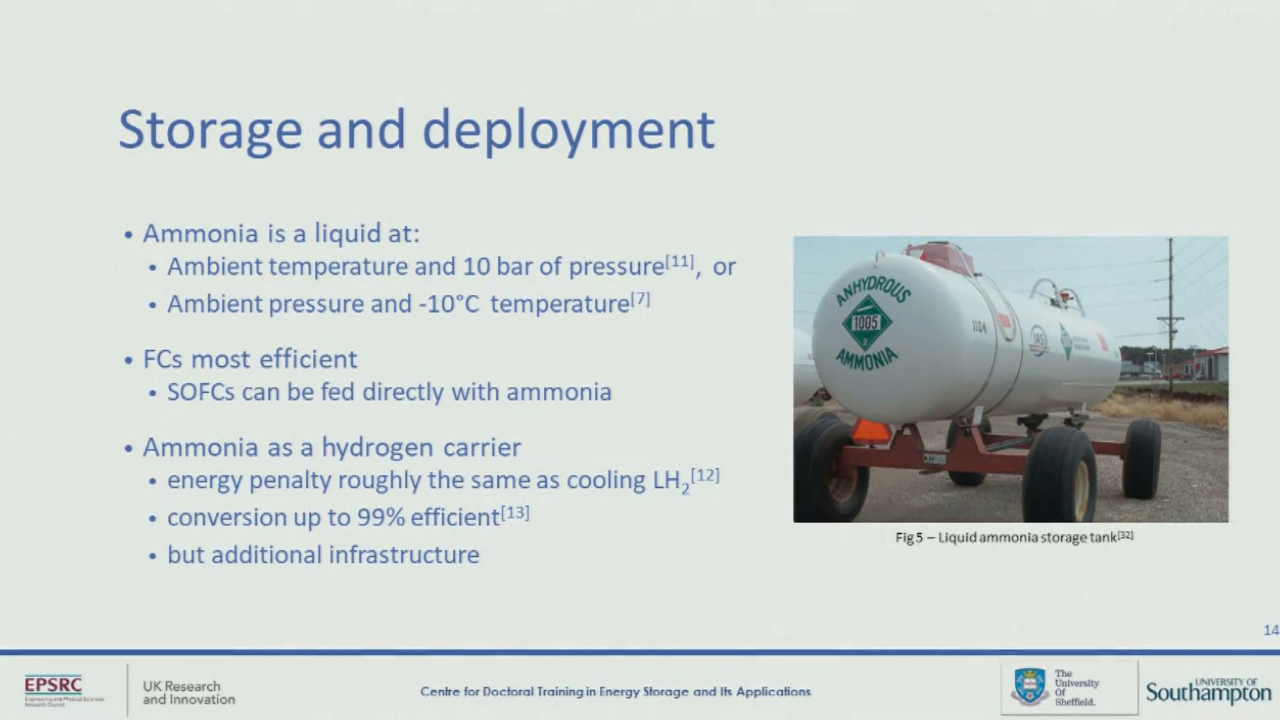 Storage and deployment
• Ammonia is a liquid at:
• Ambient temperature and 10 bar of pressure[11], or
• Ambient pressure and -10°C temperature[7]
• FCs most efficient
• SOFCs can be fed directly with ammonia
• Ammonia as a hydrogen carrier
• energy penalty roughly the same as cooling LH2[12]
• conversion up to 99% efficient[13]
• but additional infrastructure
ANHYDROUS
1005
2
AMMONIA
1104
Fig 5 – Liquid ammonia storage tank[32]
14
EPSRC
Engineering and Physical Sciences
Research Council
UK Research
and Innovation
Centre for Doctoral Training in Energy Storage and Its Applications
The
University
Of
Sheffield.
UNIVERSITY OF
Southampton